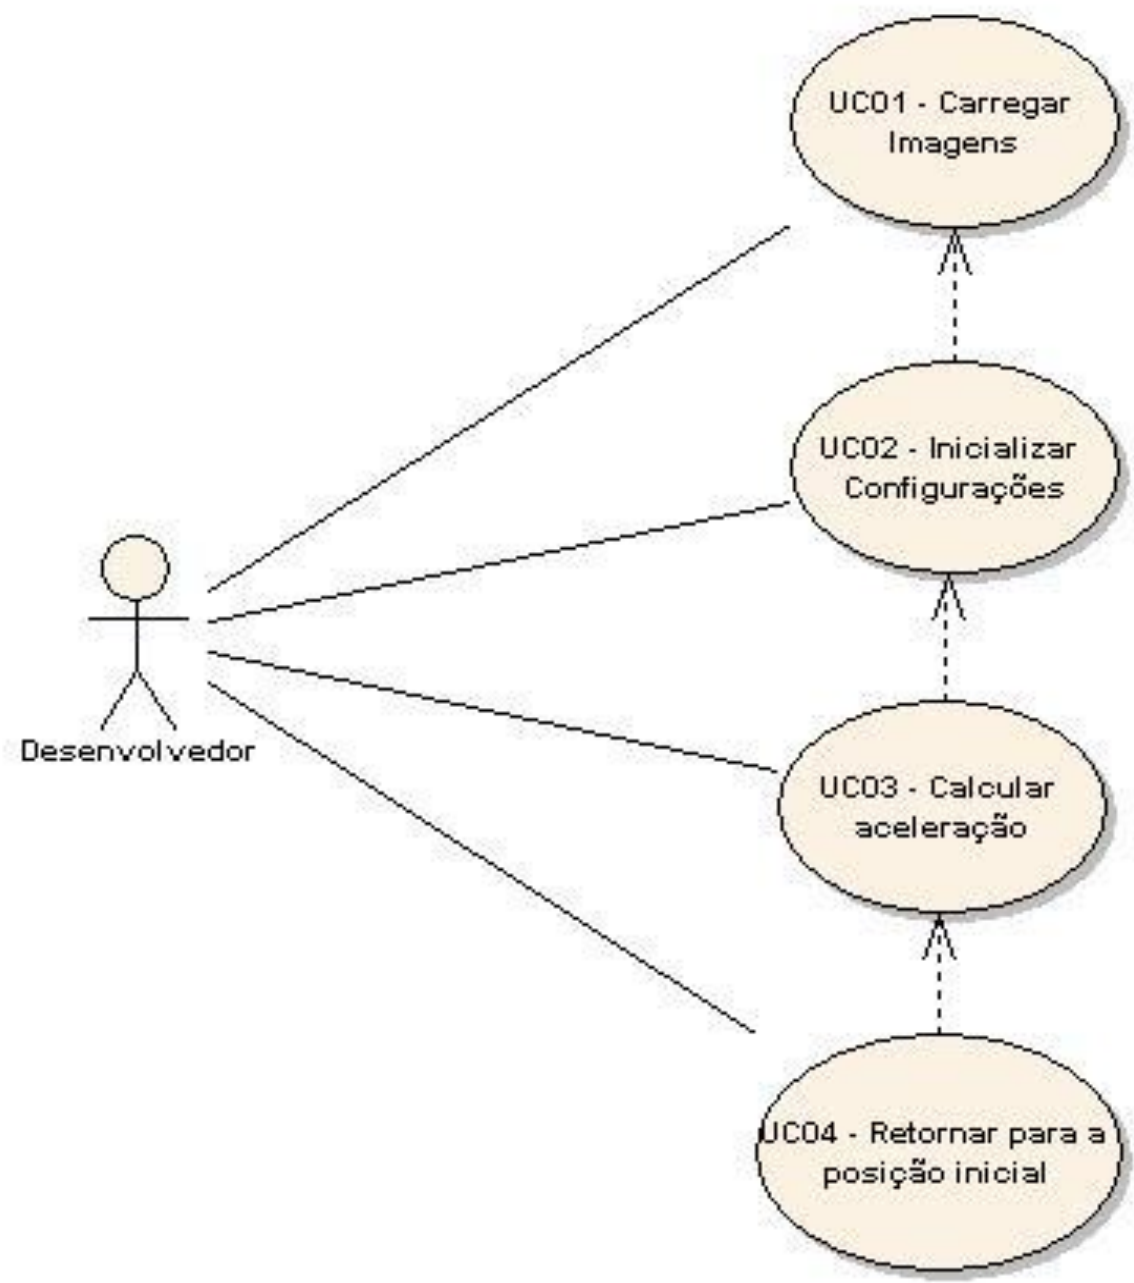 UC01 - Carregar
Imagens
UC02 - Inicializar
Configurações
Desenvolvedor
UC03 - Calcular
aceleração
UC04 - Retornar para a
posição inicial